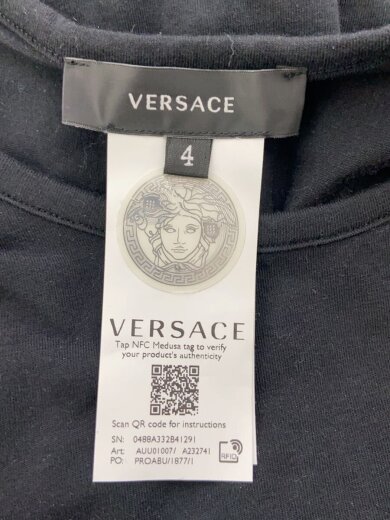 VERSACE
4
VERSACE
Tap NFC Medusa tag to verify
your product's authenticity
Scan QR code for instructions
SN: 04BBA332B41291
Art: AUU01007/ A232741
PO: PROABU/1877/1
RFID